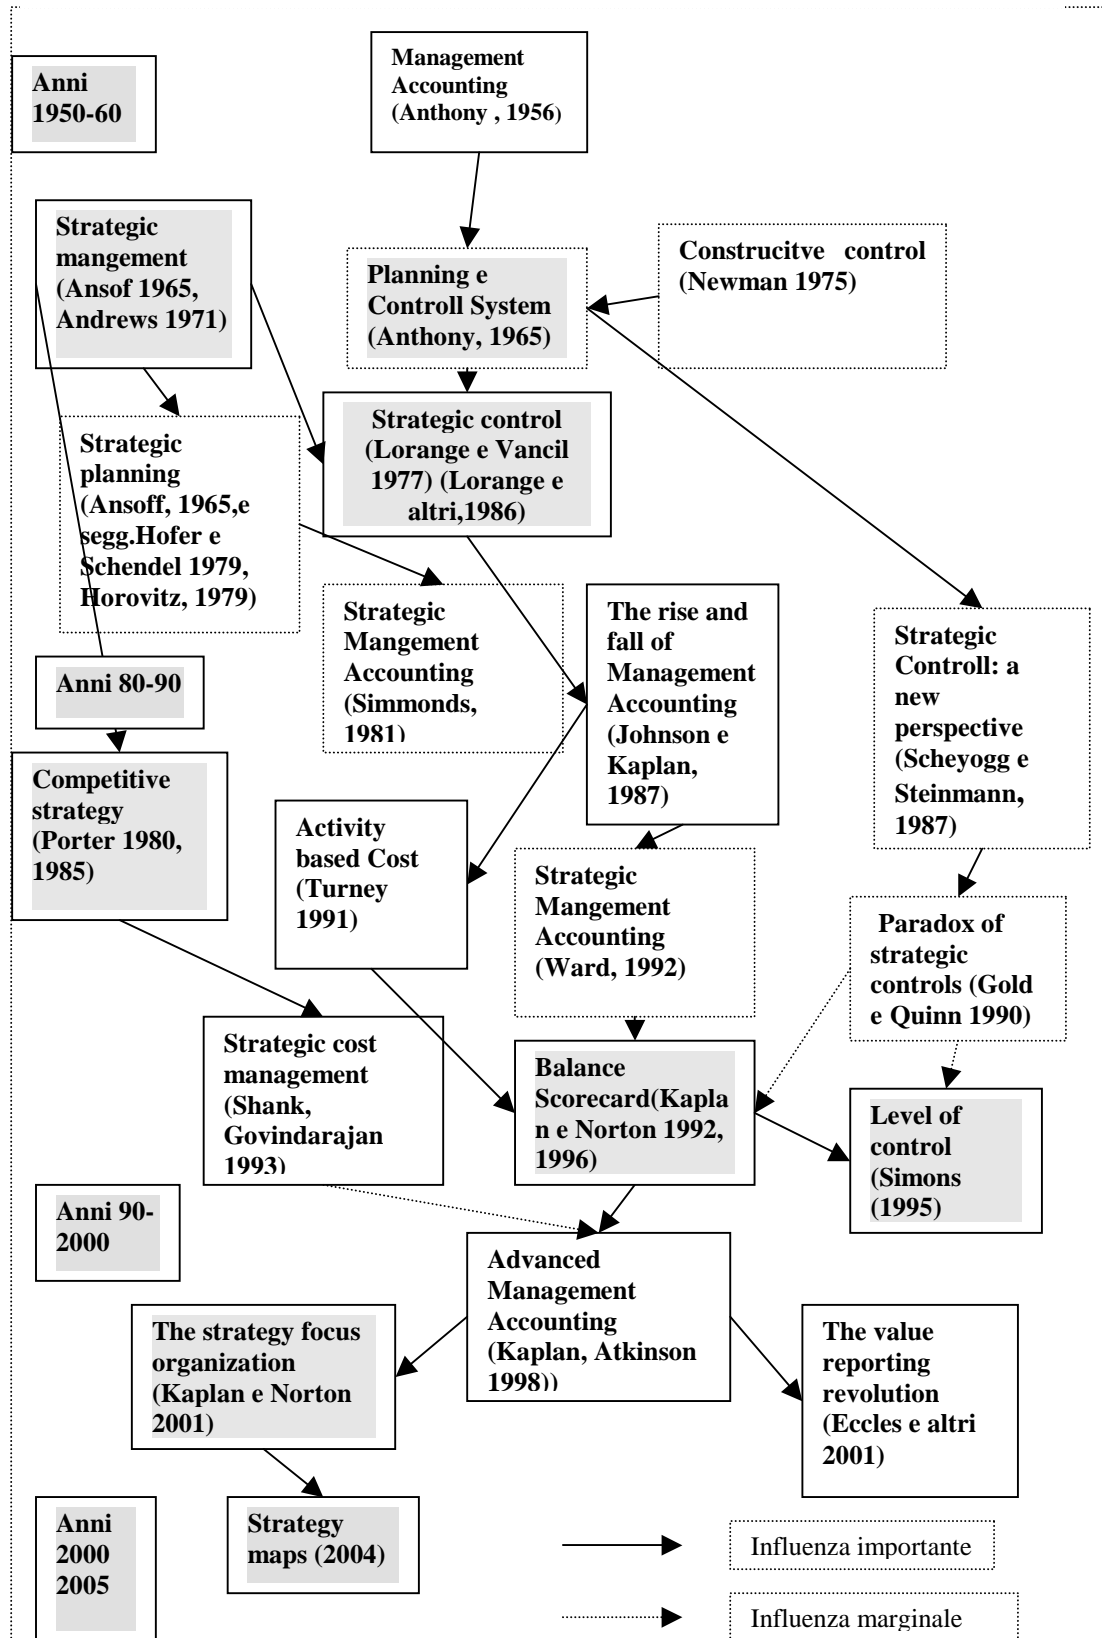 Management
Accounting
(Anthony , 1956)
Anni
1950-60
Strategic
mangement
(Ansof 1965,
Andrews 1971)
Planning e
Controll System
(Anthony, 1965)
Construcitve control
(Newman 1975)
Strategic control
(Lorange e Vancil
1977) (Lorange e
altri,1986)
Strategic
planning
(Ansoff, 1965,e
segg.Hofer e
Schendel 1979,
Horovitz, 1979)
Strategic
Mangement
Accounting
(Simmonds,
1981)
The rise and
fall of
Management
Accounting
(Johnson e
Kaplan,
1987)
Strategic
Controll: a
new
perspective
(Scheyogg e
Steinmann,
1987)
Anni 80-90
Competitive
strategy
(Porter 1980,
1985)
Activity
based Cost
(Turney
1991)
Strategic
Mangement
Accounting
(Ward, 1992)
Paradox of
strategic
controls (Gold
e Quinn 1990)
Strategic cost
management
(Shank,
Govindarajan
1993)
Balance
Scorecard(Kapla
n e Norton 1992,
1996)
Level of
control
(Simons
(1995)
Anni 90-
2000
Advanced
Management
Accounting
(Kaplan, Atkinson
1998))
The strategy focus
organization
(Kaplan e Norton
2001)
The value
reporting
revolution
(Eccles e altri
2001)
Anni
2000
2005
Strategy
maps (2004)
Influenza importante
Influenza marginale